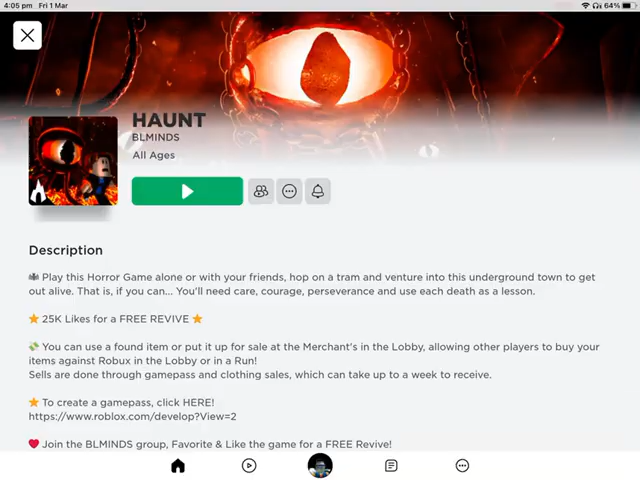 4:05 pm Fri 1 Mar
64%
HAUNT
BLMINDS
All Ages
Description
Play this Horror Game alone or with your friends, hop on a tram and venture into this underground town to get
out alive. That is, if you can... You'll need care, courage, perseverance and use each death as a lesson.
⭐ 25K Likes for a FREE REVIVE ⭐
💸 You can use a found item or put it up for sale at the Merchant's in the Lobby, allowing other players to buy your
items against Robux in the Lobby or in a Run!
Sells are done through gamepass and clothing sales, which can take up to a week to receive.
⭐ To create a gamepass, click HERE!
https://www.roblox.com/develop?View=2
❤️ Join the BLMINDS group, Favorite & Like the game for a FREE Revive!